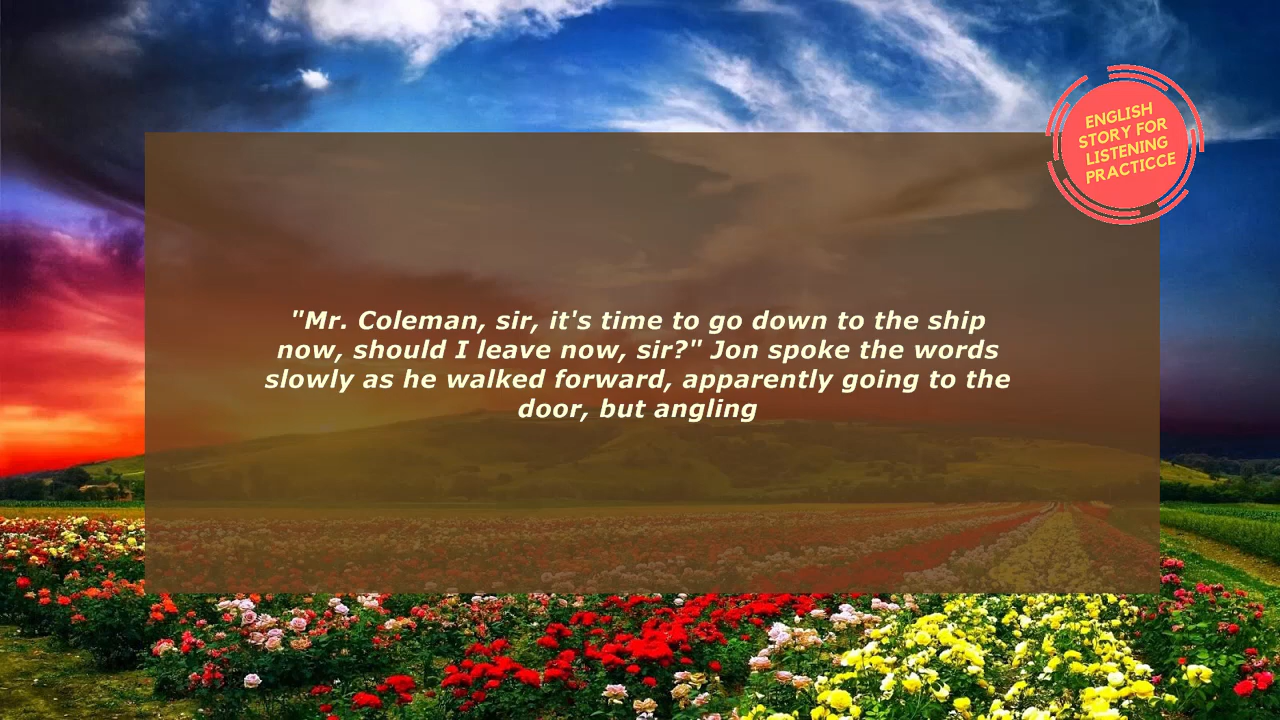 ENGLISH
STORY FOR
LISTENING
PRACTICCE
"Mr. Coleman, sir, it's time to go down to the ship
now, should I leave now, sir?" Jon spoke the words
slowly as he walked forward, apparently going to the
door, but angling